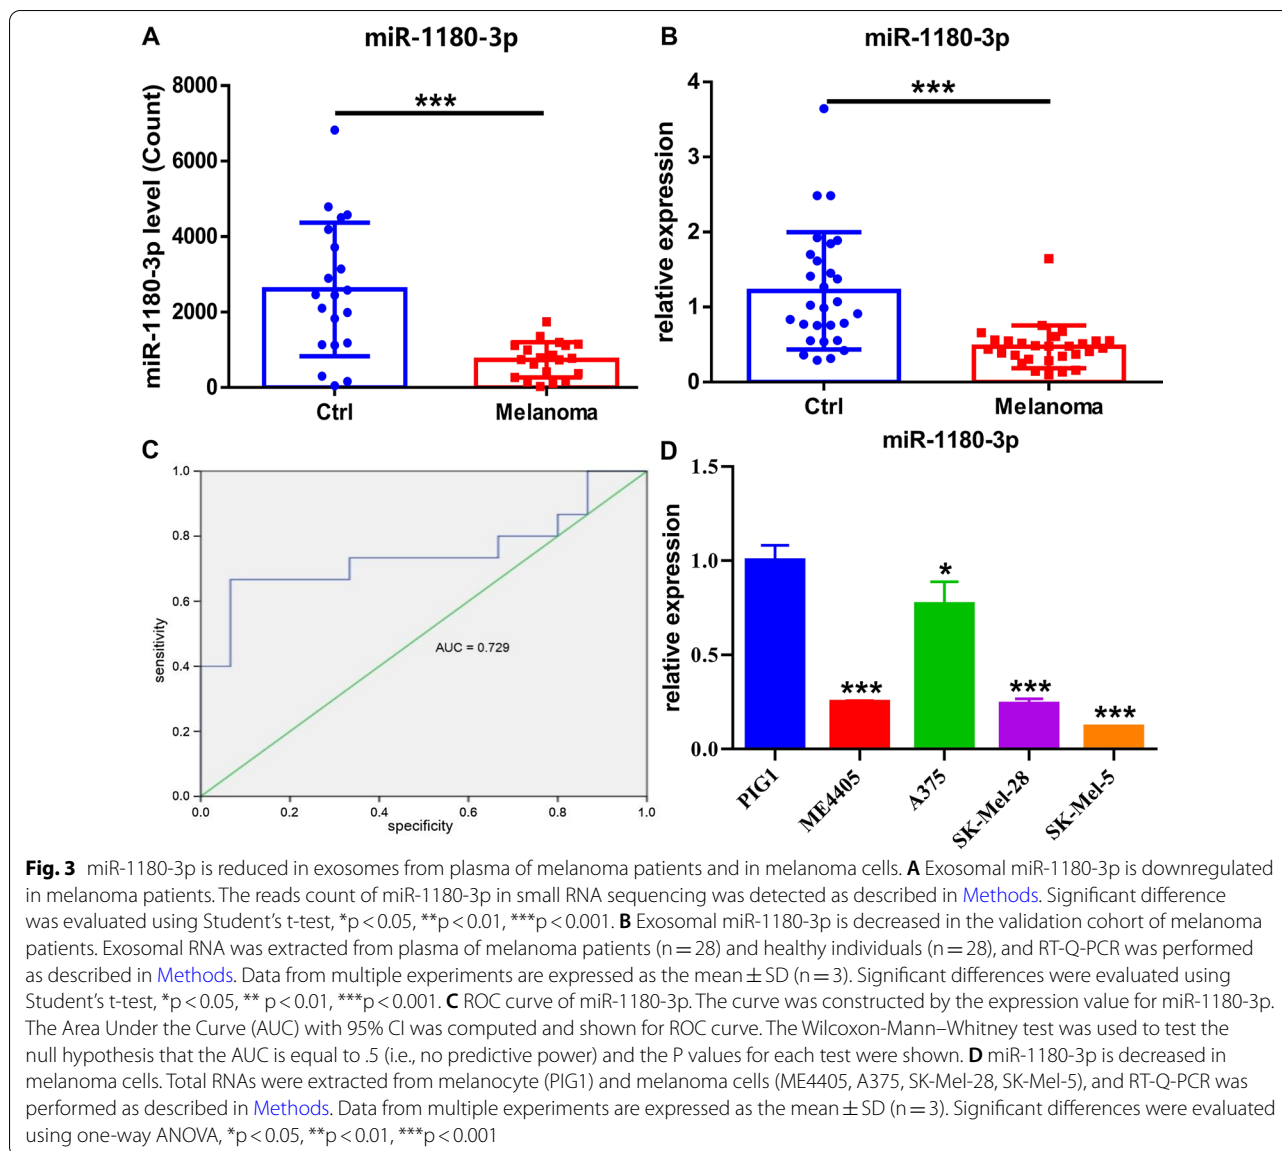 A
miR-1180-3p
miR-1180-3p level (Count)
8000
6000
4000
2000
0
***
Ctrl
Melanoma
B
miR-1180-3p
relative expression
4
3
2
1
0
***
Ctrl
Melanoma
C
sensitivity
1.0
0.8
0.6
0.4
0.2
0.0
AUC = 0.729
0.0
0.2
0.4
0.6
0.8
1.0
specificity
D
miR-1180-3p
relative expression
1.5
1.0
0.5
0.0
***
*
***
***
PIG1
ME4405
A375
SK-Mel-28
SK-Mel-5
Fig. 3 miR-1180-3p is reduced in exosomes from plasma of melanoma patients and in melanoma cells. A Exosomal miR-1180-3p is downregulated
in melanoma patients. The reads count of miR-1180-3p in small RNA sequencing was detected as described in Methods. Significant difference
was evaluated using Student's t-test, *p < 0.05, **p < 0.01, ***p < 0.001. B Exosomal miR-1180-3p is decreased in the validation cohort of melanoma
patients. Exosomal RNA was extracted from plasma of melanoma patients (n = 28) and healthy individuals (n = 28), and RT-Q-PCR was performed
as described in Methods. Data from multiple experiments are expressed as the mean ± SD (n = 3). Significant differences were evaluated using
Student's t-test, *p < 0.05, ** p < 0.01, ***p < 0.001. C ROC curve of miR-1180-3p. The curve was constructed by the expression value for miR-1180-3p.
The Area Under the Curve (AUC) with 95% CI was computed and shown for ROC curve. The Wilcoxon-Mann–Whitney test was used to test the
null hypothesis that the AUC is equal to .5 (i.e., no predictive power) and the P values for each test were shown. D miR-1180-3p is decreased in
melanoma cells. Total RNAs were extracted from melanocyte (PIG1) and melanoma cells (ME4405, A375, SK-Mel-28, SK-Mel-5), and RT-Q-PCR was
performed as described in Methods. Data from multiple experiments are expressed as the mean ± SD (n = 3). Significant differences were evaluated
using one-way ANOVA, *p < 0.05, **p < 0.01, ***p < 0.001